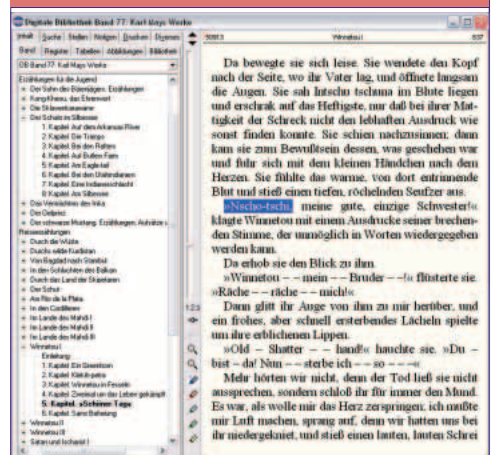 Digitale Bibliothek Band 77: Karl Mays Werke
Inhalt Suche Stellen Notizen Drucken Diverses
Band Register Tabellen Abbildungen Bibliothek
DB Band 77: Karl Mays Werke
Erzählungen für die Jugend
Der Sohn des Bärenjägers. Erzählungen
Kong-Kheou, das Ehrenwort
Die Sklavenkarawane
Der Schatz im Silbersee
1. Kapitel: Auf dem Arkansas River
2. Kapitel: Die Tramps
3. Kapitel: Bei den Rafters
4. Kapitel: Auf Butlers Farm
5. Kapitel: Am Eagle-tail
6. Kapitel: Bei den Utahindianern
7. Kapitel: Eine Indianerschlacht
8. Kapitel: Am Silbersee
Das Vermächtnis des Inka
Der Oelprinz
Der schwarze Mustang. Erzählungen, Aufsätze u
Reiseerzählungen
Durch die Wüste
Durchs wilde Kurdistan
Von Bagdad nach Stambul
In den Schluchten des Balkan
Durch das Land der Skipetaren
Der Schut
Am Rio de la Plata
In den Cordilleren
Im Lande des Mahdi I
Im Lande des Mahdi II
Im Lande des Mahdi III
Winnetou I
Einleitung
1. Kapitel: Ein Greenhorn
2. Kapitel: Klekih-petra
3. Kapitel: Winnetou in Fesseln
4. Kapitel: Zweimal um das Leben gekämpft
5. Kapitel. »Schöner Tag«
6. Kapitel: Sams Befreiung
Winnetou II
Winnetou III
Satan und Ischariot I
1:2:3
50813 Winnetou I 637
Da bewegte sie sich leise. Sie wendete den Kopf
nach der Seite, wo ihr Vater lag, und öffnete langsam
die Augen. Sie sah Intschu tschuna im Blute liegen
und erschrak auf das Heftigste, nur daß bei ihrer Mat-
tigkeit der Schreck nicht den lebhaften Ausdruck wie
sonst finden konnte. Sie schien nachzusinnen; dann
kam sie zum Bewußtsein dessen, was geschehen war
und fuhr sich mit dem kleinen Händchen nach dem
Herzen. Sie fühlte das warme, von dort entrinnende
Blut und stieß einen tiefen, röchelnden Seufzer aus.
»Nscho-tschi, meine gute, einzige Schwester!«
klagte Winnetou mit einem Ausdrucke seiner brechen-
den Stimme, der unmöglich in Worten wiedergegeben
werden kann.
Da erhob sie den Blick zu ihm.
»Winnetou – – mein – – Bruder – –!« flüsterte sie.
»Räche – – räche – – mich!«
Dann glitt ihr Auge von ihm zu mir herüber, und
ein frohes, aber schnell ersterbendes Lächeln spielte
um ihre erblichenen Lippen.
»Old – Shatter – – hand!« hauchte sie. »Du –
bist – da! Nun – – sterbe ich – – so – – –«
Mehr hörten wir nicht, denn der Tod ließ sie nicht
aussprechen, sondern schloß ihr für immer den Mund.
Es war, als wolle mir das Herz zerspringen; ich mußte
mir Luft machen, sprang auf, denn wir hatten uns bei
ihr niedergekniet, und stieß einen lauten, lauten Schrei